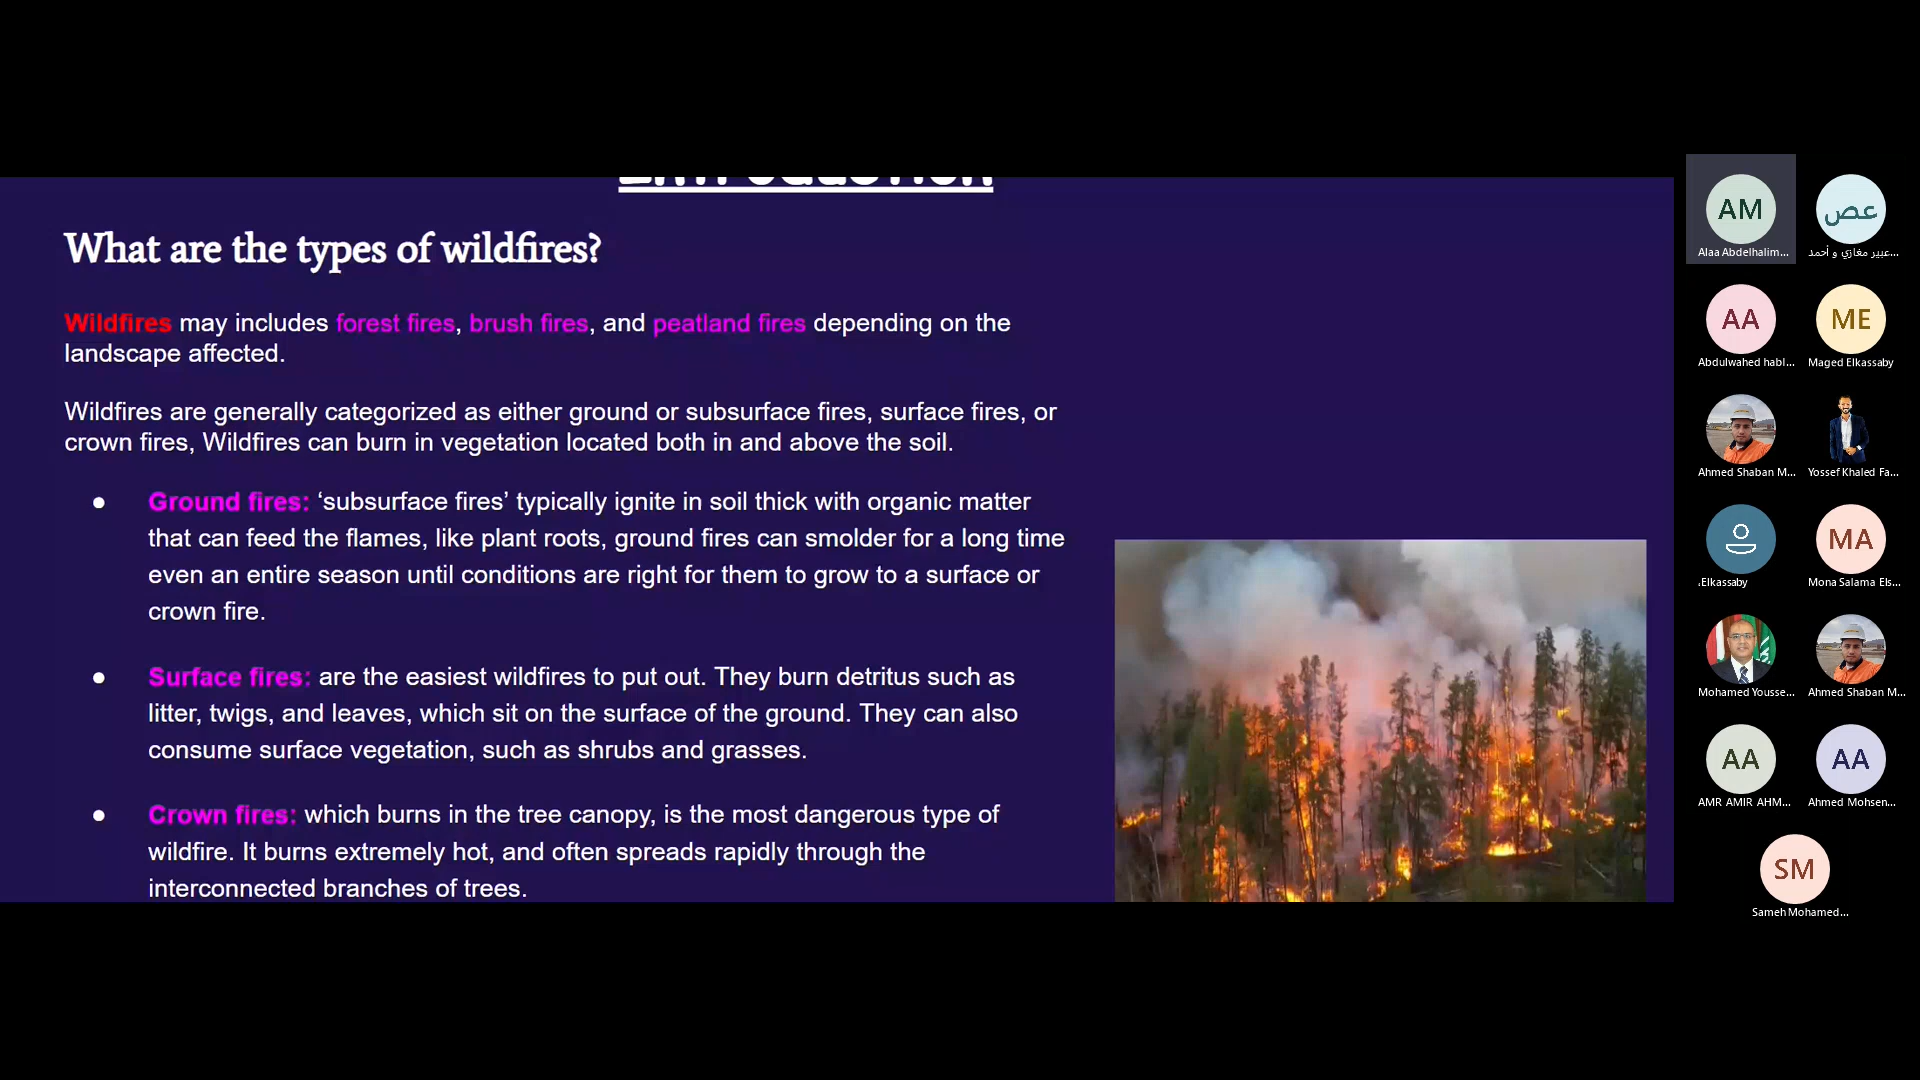 Introduction
What are the types of wildfires?
Wildfires may includes forest fires, brush fires, and peatland fires depending on the
landscape affected.
Wildfires are generally categorized as either ground or subsurface fires, surface fires, or
crown fires, Wildfires can burn in vegetation located both in and above the soil.
● Ground fires: ‘subsurface fires’ typically ignite in soil thick with organic matter
that can feed the flames, like plant roots, ground fires can smolder for a long time
even an entire season until conditions are right for them to grow to a surface or
crown fire.
● Surface fires: are the easiest wildfires to put out. They burn detritus such as
litter, twigs, and leaves, which sit on the surface of the ground. They can also
consume surface vegetation, such as shrubs and grasses.
● Crown fires: which burns in the tree canopy, is the most dangerous type of
wildfire. It burns extremely hot, and often spreads rapidly through the
interconnected branches of trees.
AM
Alaa Abdelhalim...
عص
عبير مغازي و أحمد...
AA
Abdulwahed habl...
ME
Maged Elkassaby
Ahmed Shaban M...
Yossef Khaled Fa...
.Elkassaby
MA
Mona Salama Els...
Mohamed Yousse...
Ahmed Shaban M...
AA
AMR AMIR AHM...
AA
Ahmed Mohsen...
SM
Sameh Mohamed...